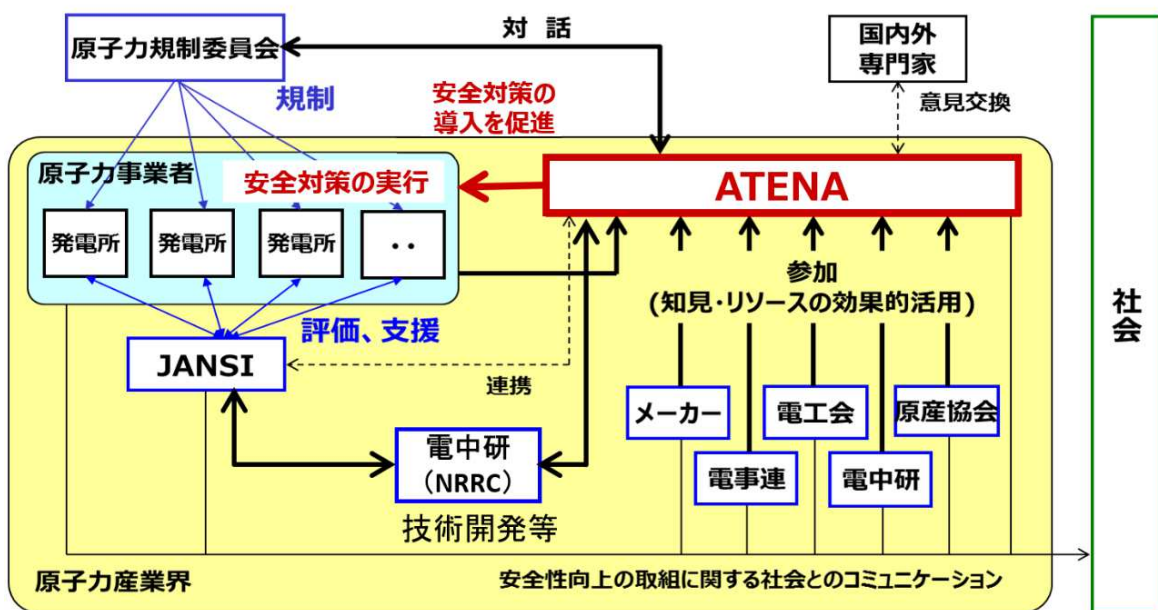 原子力規制委員会
対 話
国内外
専門家
規制
安全対策の
導入を促進
意見交換
原子力事業者
安全対策の実行
ATENA
発電所
発電所
発電所
・・
参加
(知見・リソースの効果的活用)
社会
評価、支援
JANSI
連携
メーカー
電工会
原産協会
電中研
(NRRC)
電事連
電中研
技術開発等
原子力産業界
安全性向上の取組に関する社会とのコミュニケーション